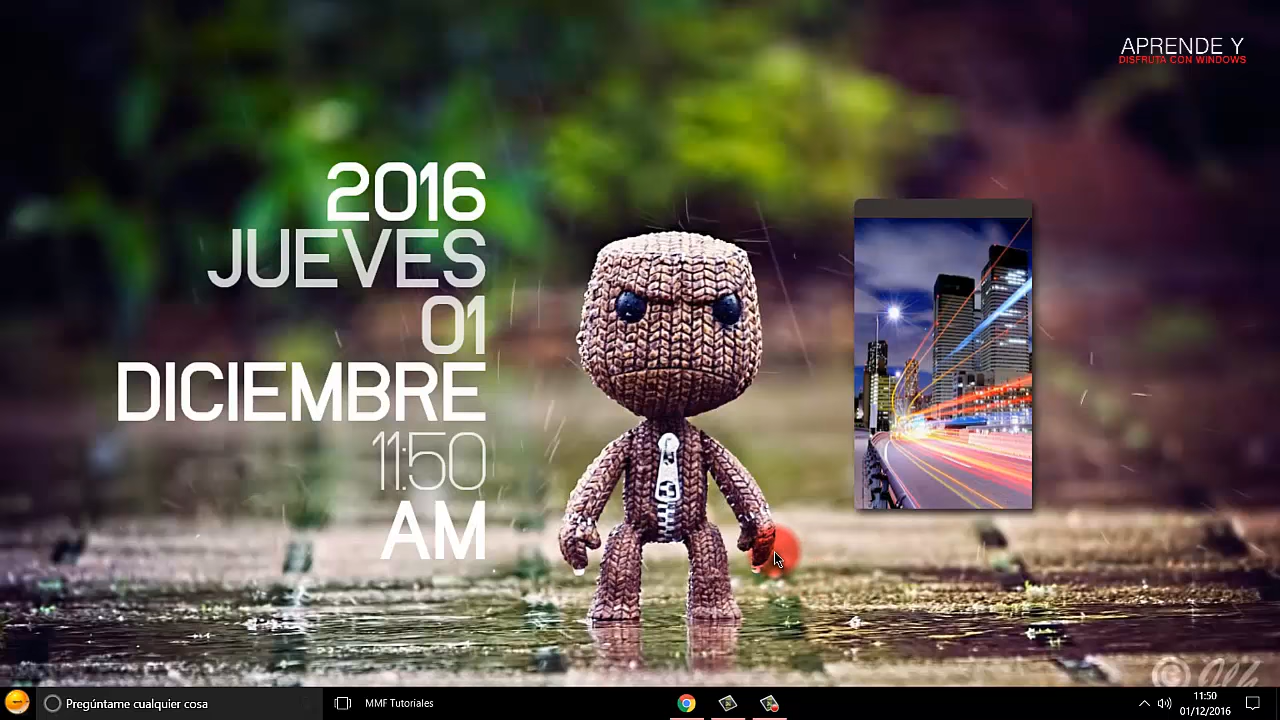 APRENDE Y
DISFRUTA CON WINDOWS
2016
JUEVES
01
DICIEMBRE
11:50
AM
Pregúntame cualquier cosa
MMF Tutoriales
11:50
01/12/2016